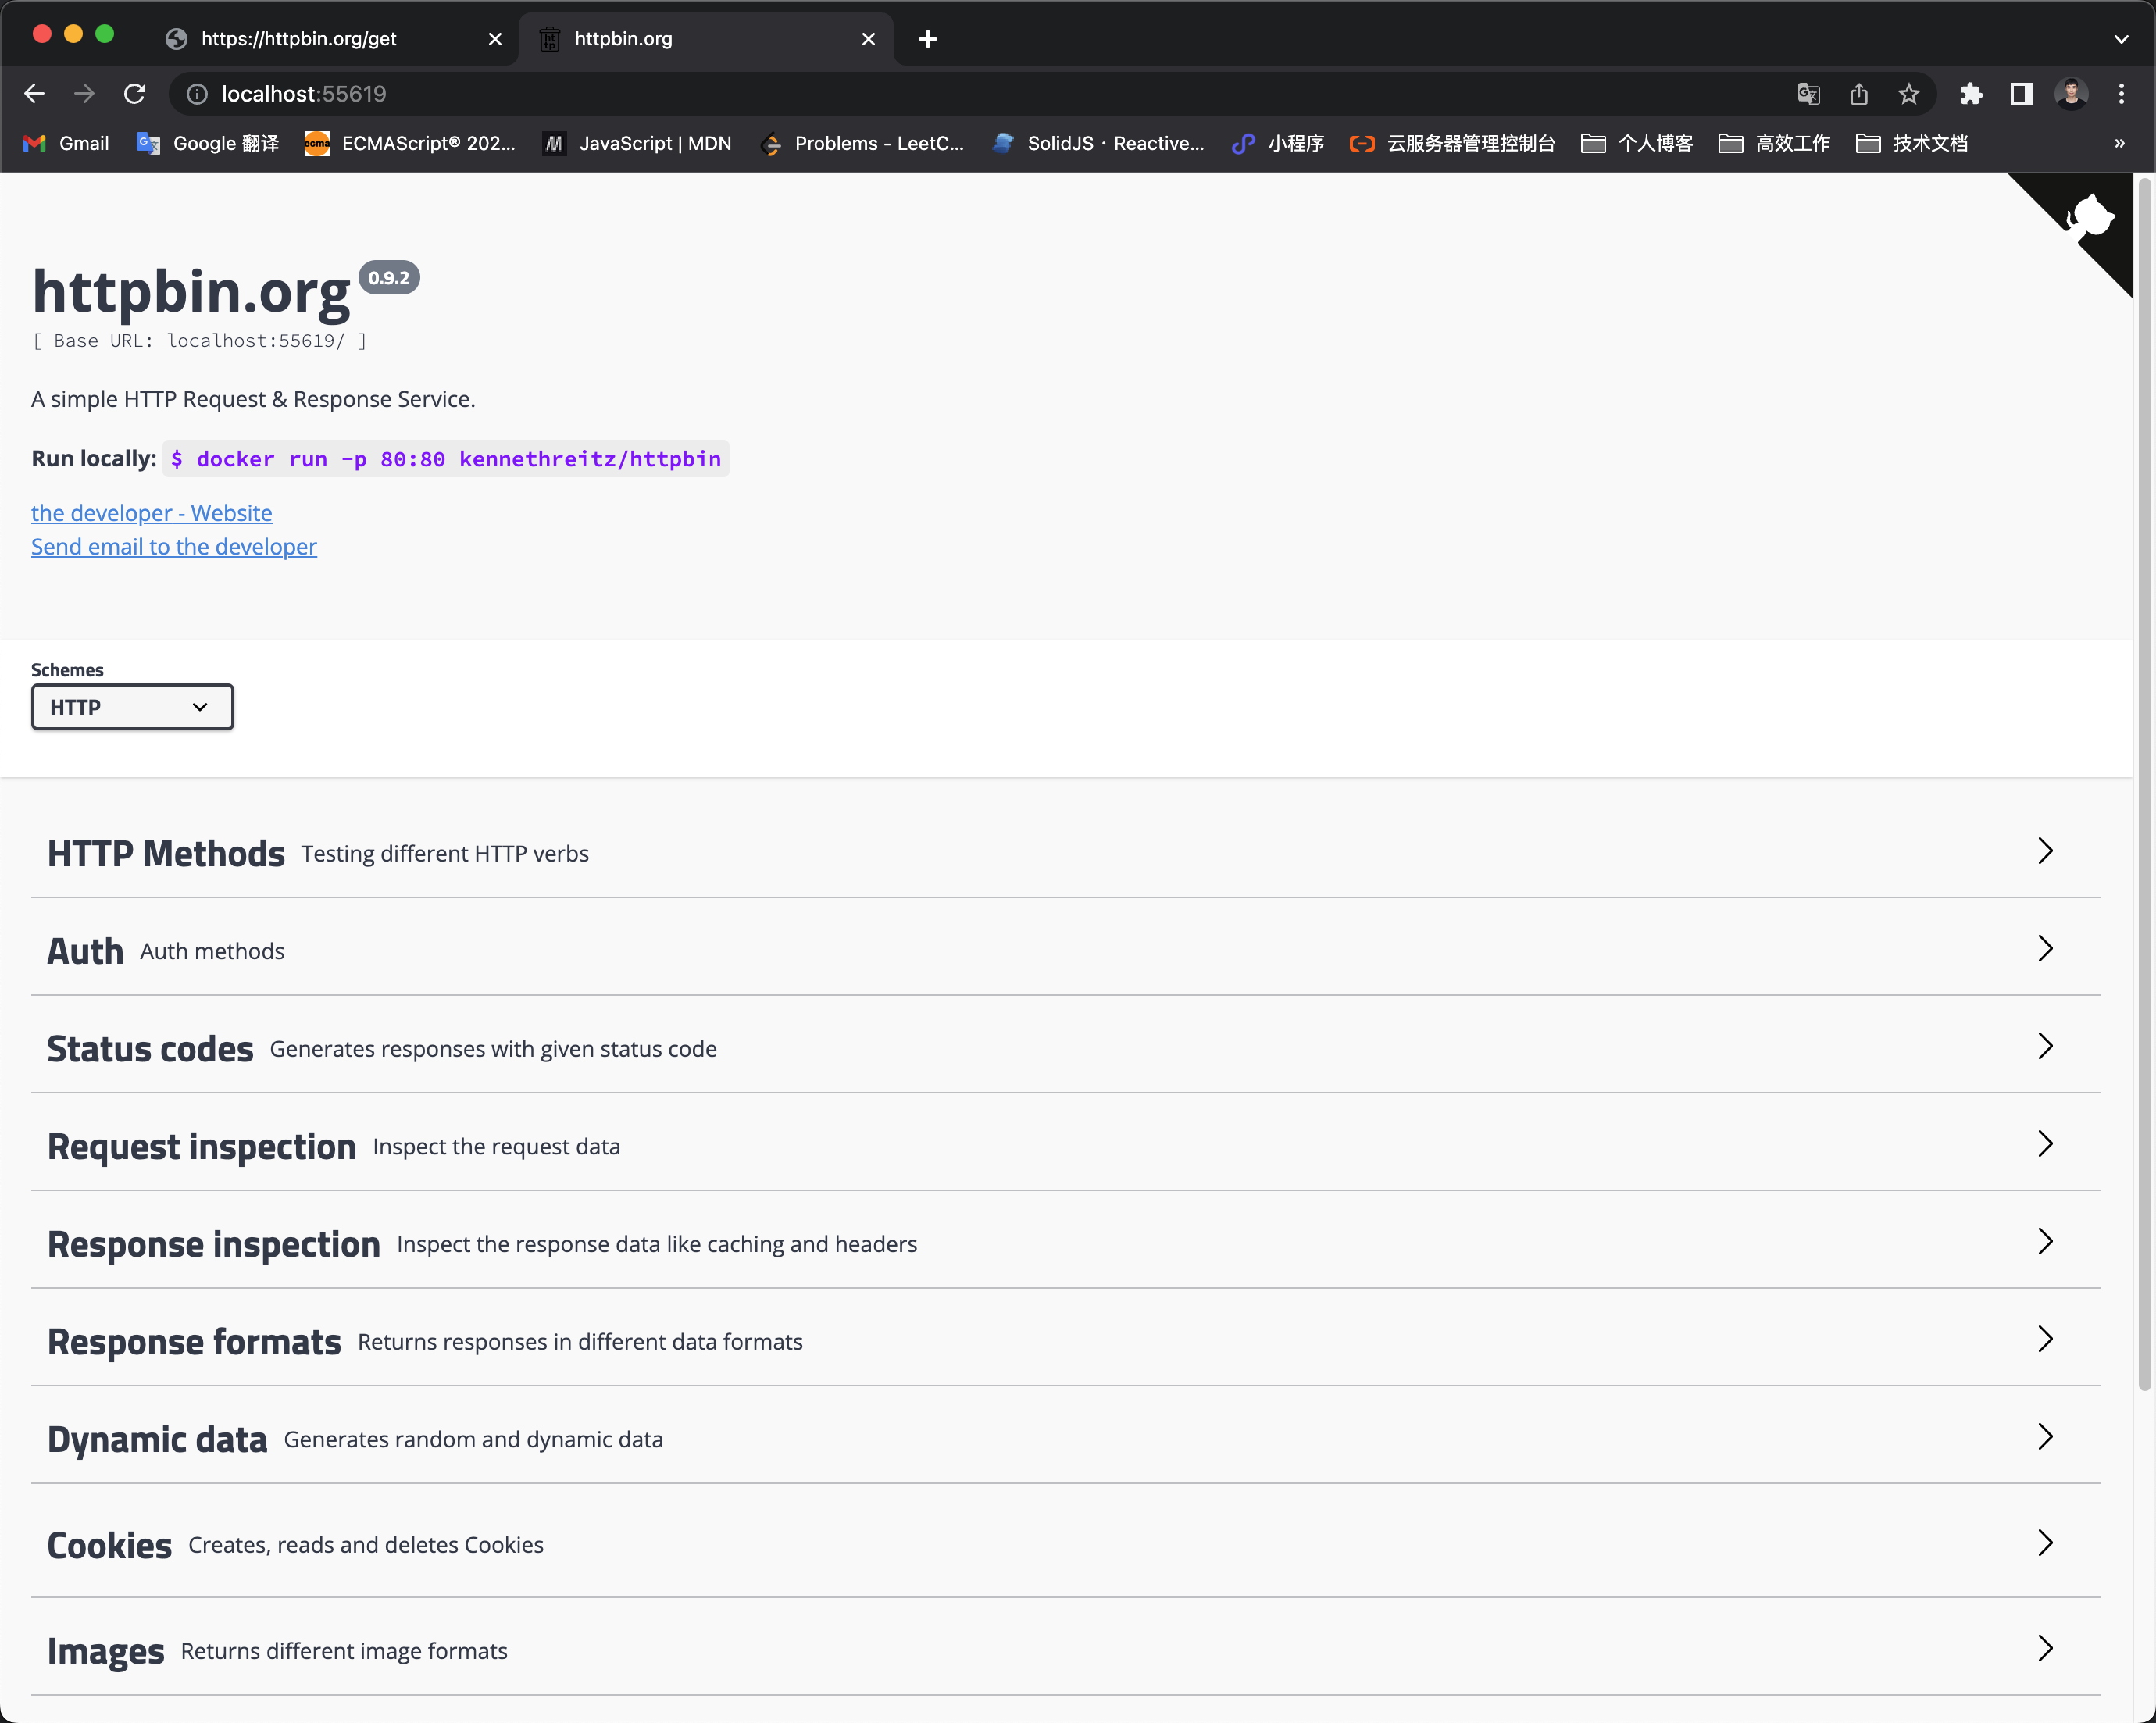 https://httpbin.org/get
httpbin.org
localhost:55619
Gmail
Google 翻译
ECMAScript® 202...
JavaScript | MDN
Problems - LeetC...
SolidJS · Reactive...
小程序
云服务器管理控制台
个人博客
高效工作
技术文档
httpbin.org 0.9.2
[ Base URL: localhost:55619/ ]
A simple HTTP Request & Response Service.
Run locally: $ docker run -p 80:80 kennethreitz/httpbin
the developer - Website
Send email to the developer
Schemes
HTTP
HTTP Methods Testing different HTTP verbs
Auth Auth methods
Status codes Generates responses with given status code
Request inspection Inspect the request data
Response inspection Inspect the response data like caching and headers
Response formats Returns responses in different data formats
Dynamic data Generates random and dynamic data
Cookies Creates, reads and deletes Cookies
Images Returns different image formats